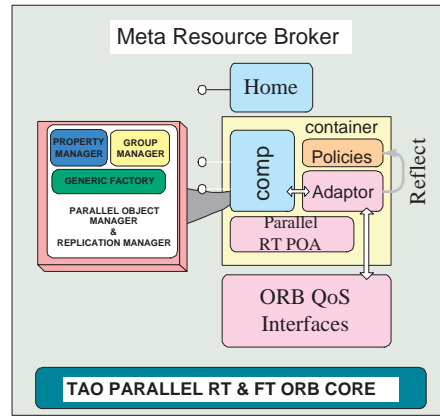 Meta Resource Broker
Home
container
PROPERTY
MANAGER
GROUP
MANAGER
GENERIC FACTORY
PARALLEL OBJECT
MANAGER
&
REPLICATION MANAGER
comp
Policies
Adaptor
Reflect
Parallel
RT POA
ORB QoS
Interfaces
TAO PARALLEL RT & FT ORB CORE